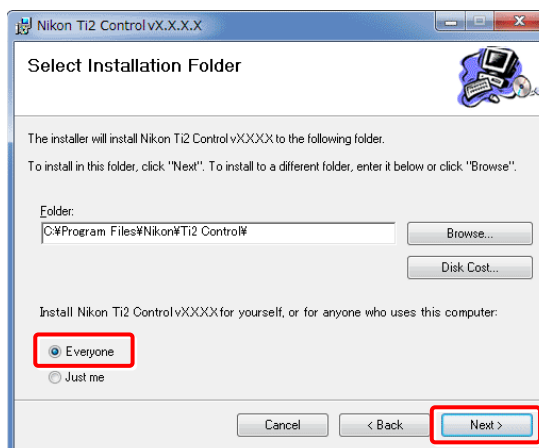 Nikon Ti2 Control vX.X.X.X
Select Installation Folder
The installer will install Nikon Ti2 Control vXXXX to the following folder.
To install in this folder, click "Next". To install to a different folder, enter it below or click "Browse".
Folder:
C:¥Program Files¥Nikon¥Ti2 Control¥
Browse...
Disk Cost...
Install Nikon Ti2 Control vXXXX for yourself, or for anyone who uses this computer:
Everyone
Just me
Cancel
< Back
Next >